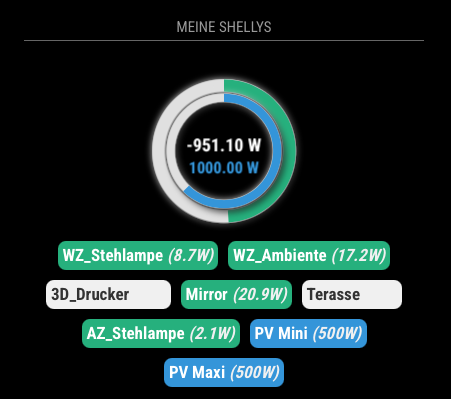 MEINE SHELLYS
-951.10 W
1000.00 W
WZ_Stehlampe (8.7W) WZ_Ambiente (17.2W)
3D_Drucker Mirror (20.9W) Terasse
AZ_Stehlampe (2.1W) PV Mini (500W)
PV Maxi (500W)